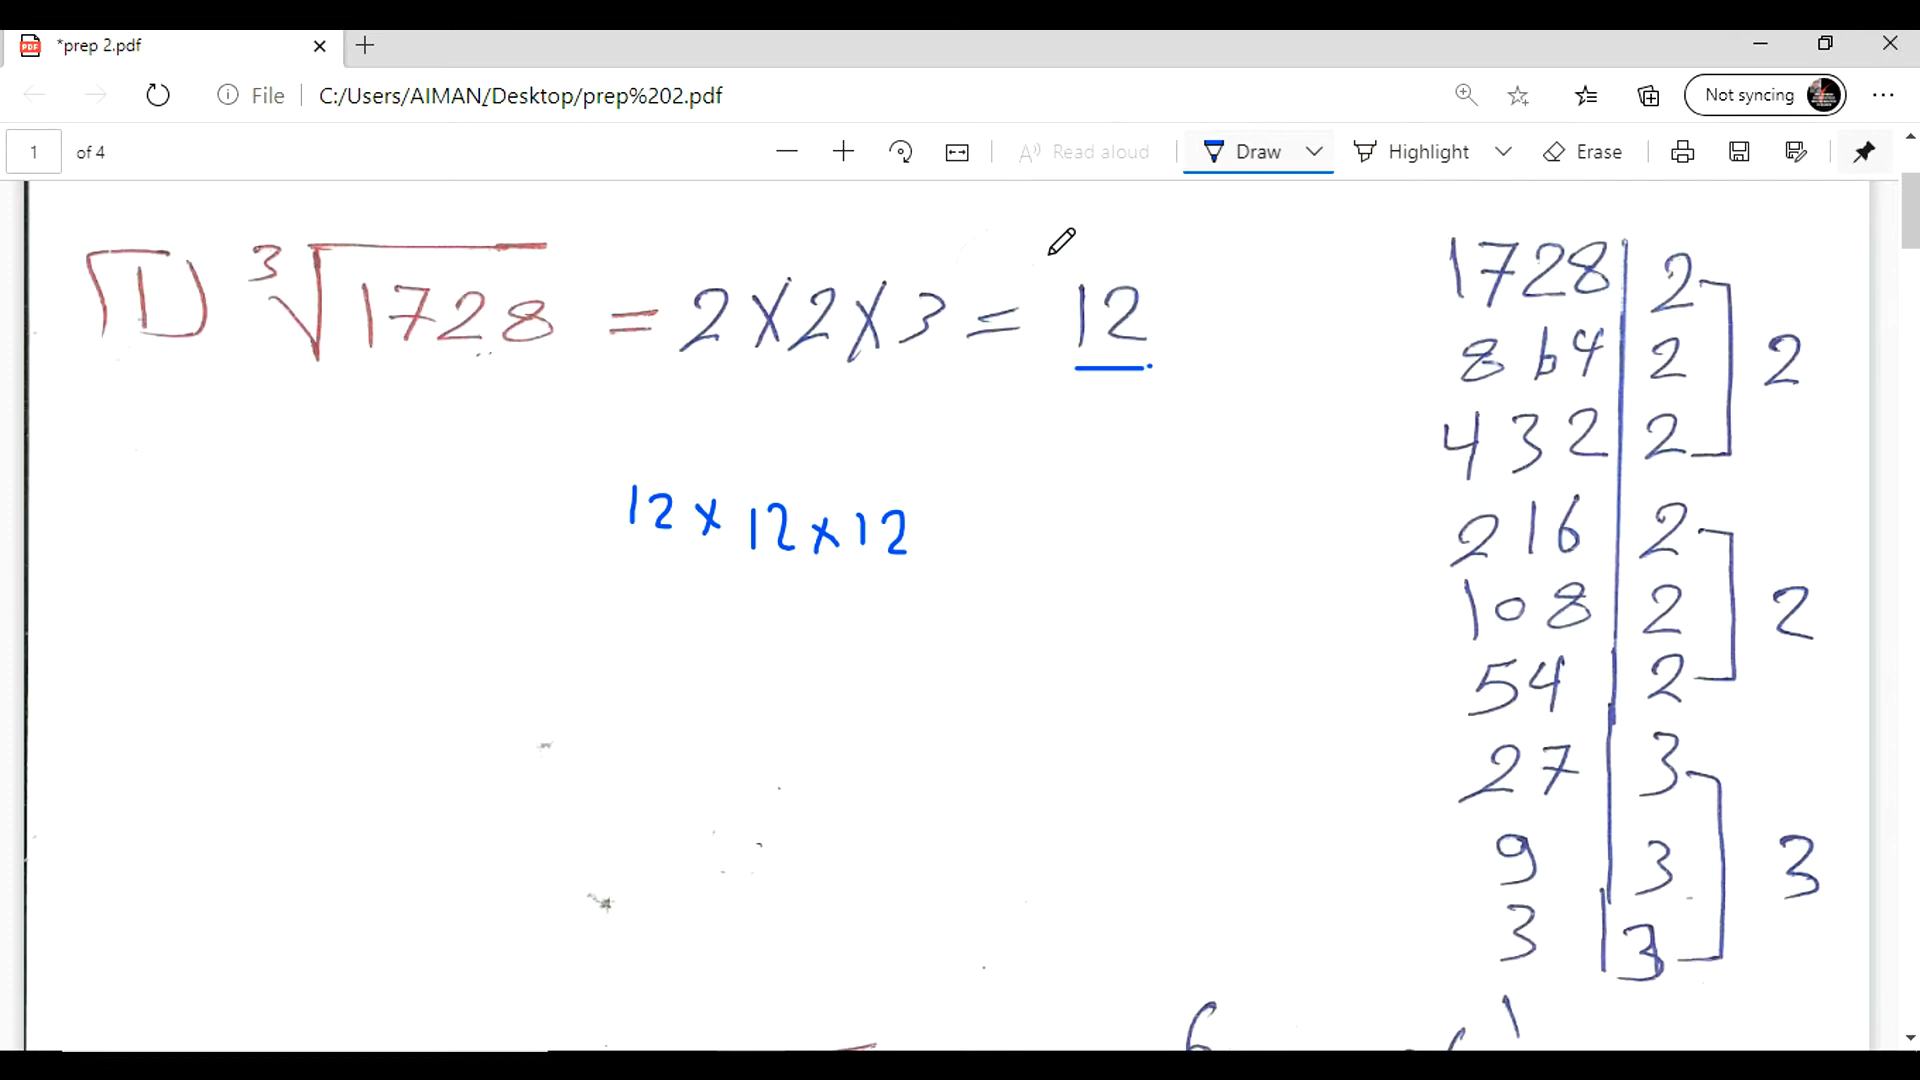 *prep 2.pdf
File | C:/Users/AIMAN/Desktop/prep%202.pdf
Not syncing
1 of 4
Read aloud
Draw
Highlight
Erase
1) ∛1728 = 2 X 2 X 3 = 12
12 x 12 x 12
1728 | 2
864 | 2 2
432 | 2
216 | 2
108 | 2 2
54 | 2
27 | 3
9 | 3 3
3 | 3
1
6